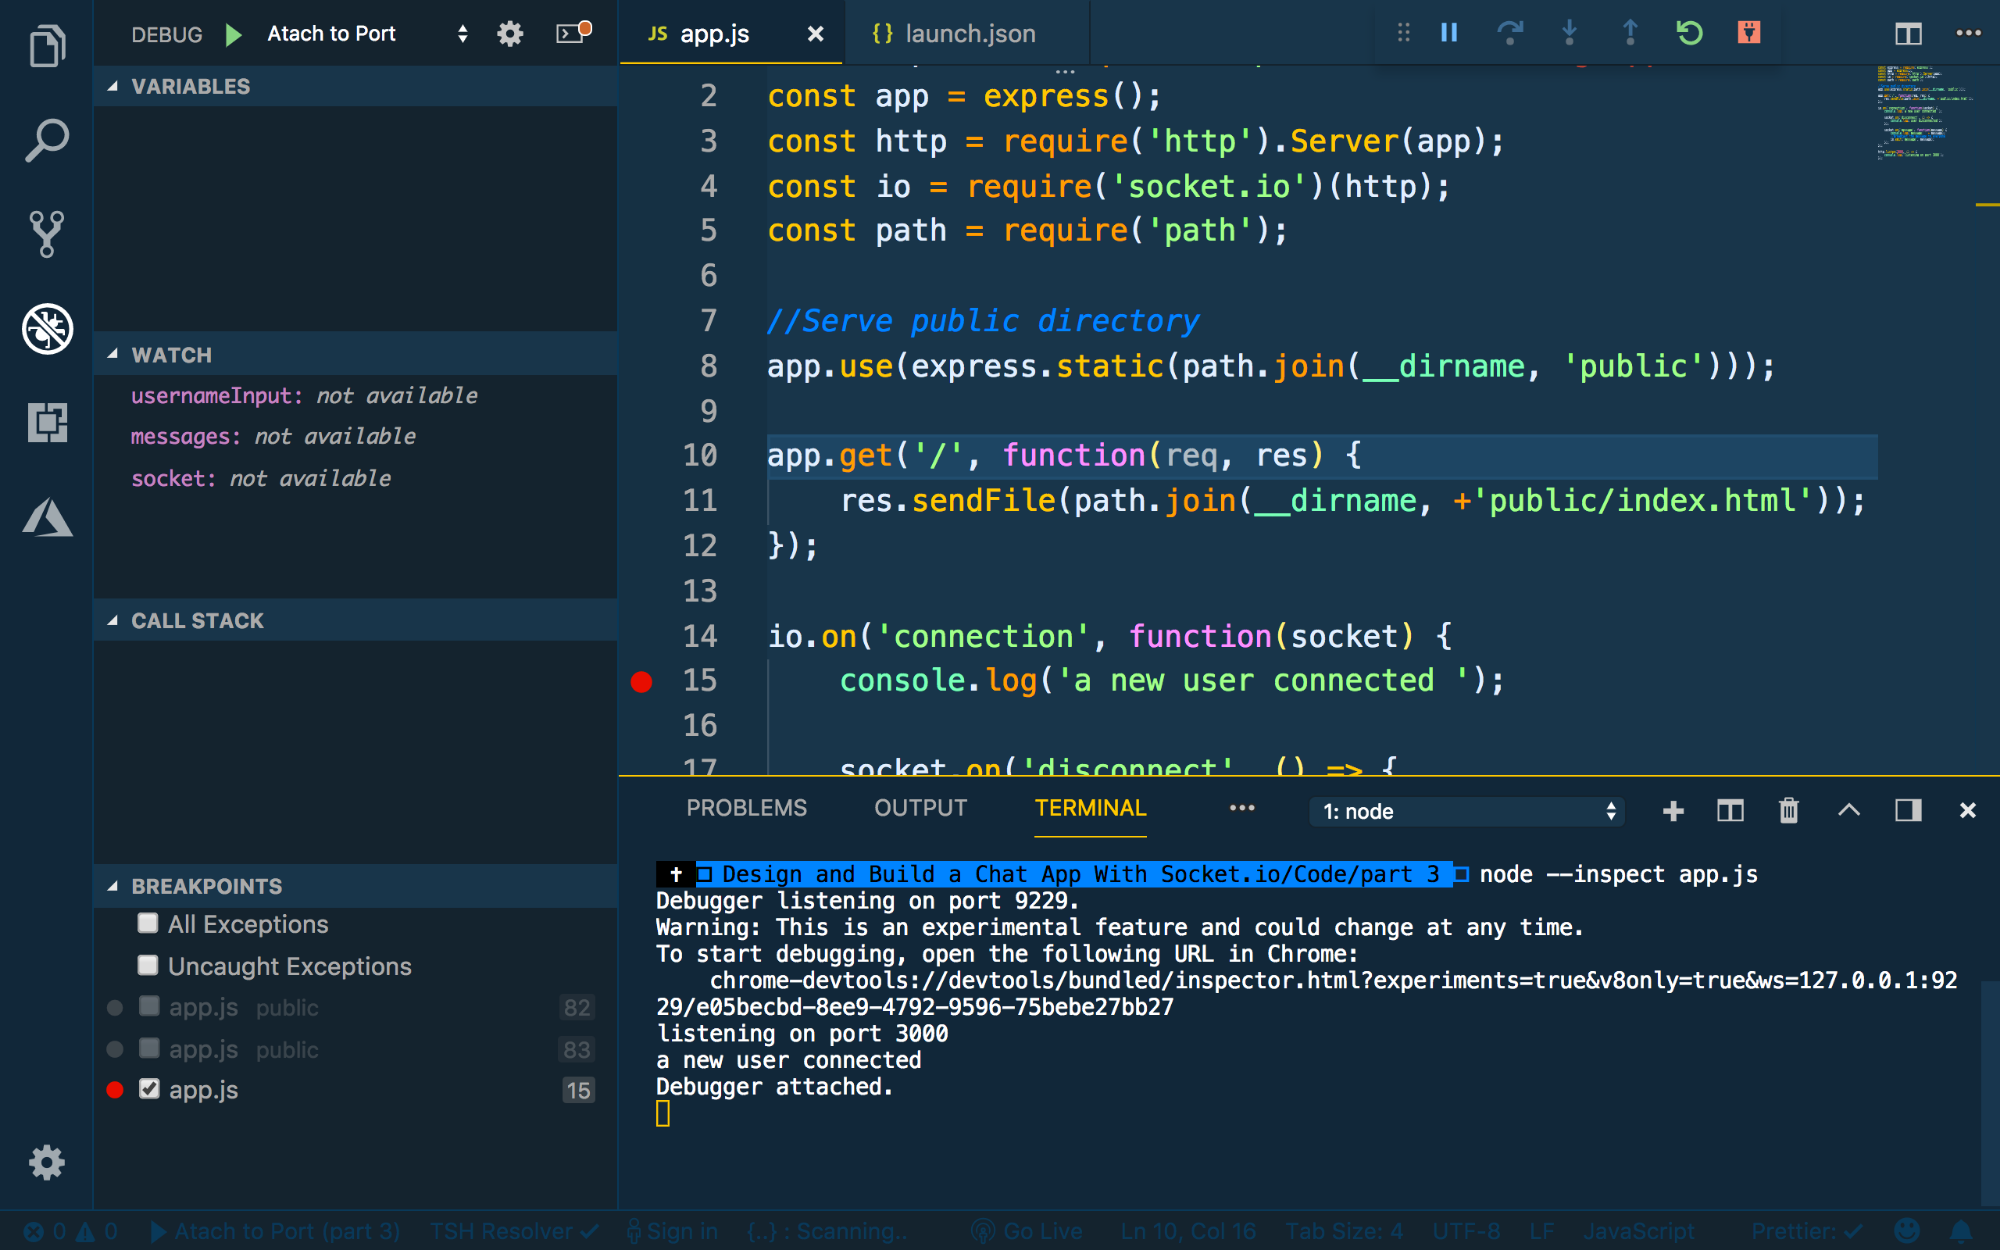 DEBUG Atach to Port
JS app.js
{} launch.json
VARIABLES
WATCH
usernameInput: not available
messages: not available
socket: not available
CALL STACK
BREAKPOINTS
All Exceptions
Uncaught Exceptions
app.js public 82
app.js public 83
app.js 15
2 const app = express();
3 const http = require('http').Server(app);
4 const io = require('socket.io')(http);
5 const path = require('path');
6
7 //Serve public directory
8 app.use(express.static(path.join(__dirname, 'public')));
9
10 app.get('/', function(req, res) {
11 res.sendFile(path.join(__dirname, +'public/index.html'));
12 });
13
14 io.on('connection', function(socket) {
15 console.log('a new user connected ');
16
17 socket.on('disconnect', () => {
PROBLEMS OUTPUT TERMINAL ••• 1: node
Design and Build a Chat App With Socket.io/Code/part 3 node --inspect app.js
Debugger listening on port 9229.
Warning: This is an experimental feature and could change at any time.
To start debugging, open the following URL in Chrome:
chrome-devtools://devtools/bundled/inspector.html?experiments=true&v8only=true&ws=127.0.0.1:92
29/e05becbd-8ee9-4792-9596-75bebe27bb27
listening on port 3000
a new user connected
Debugger attached.
0 0 Atach to Port (part 3) TSH Resolver Sign in {..} : Scanning.. Go Live Ln 10, Col 16 Tab Size: 4 UTF-8 LF JavaScript Prettier: